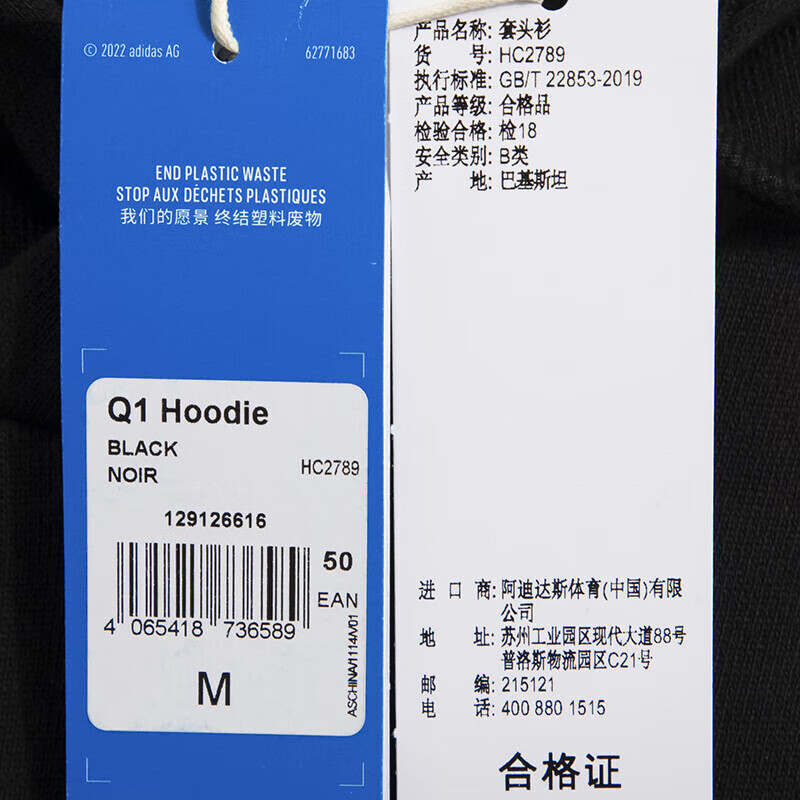 © 2022 adidas AG
62771683
END PLASTIC WASTE
STOP AUX DÉCHETS PLASTIQUES
我们的愿景 终结塑料废物
Q1 Hoodie
BLACK
NOIR
HC2789
129126616
50
EAN
4 065418 736589
ASCHINA/1114/V01
M
产品名称: 套头衫
货 号: HC2789
执行标准: GB/T 22853-2019
产品等级: 合格品
检验合格: 检18
安全类别: B类
产 地: 巴基斯坦
进 口 商: 阿迪达斯体育(中国)有限
公司
地 址: 苏州工业园区现代大道88号
普洛斯物流园区C21号
邮 编: 215121
电 话: 400 880 1515
合格证